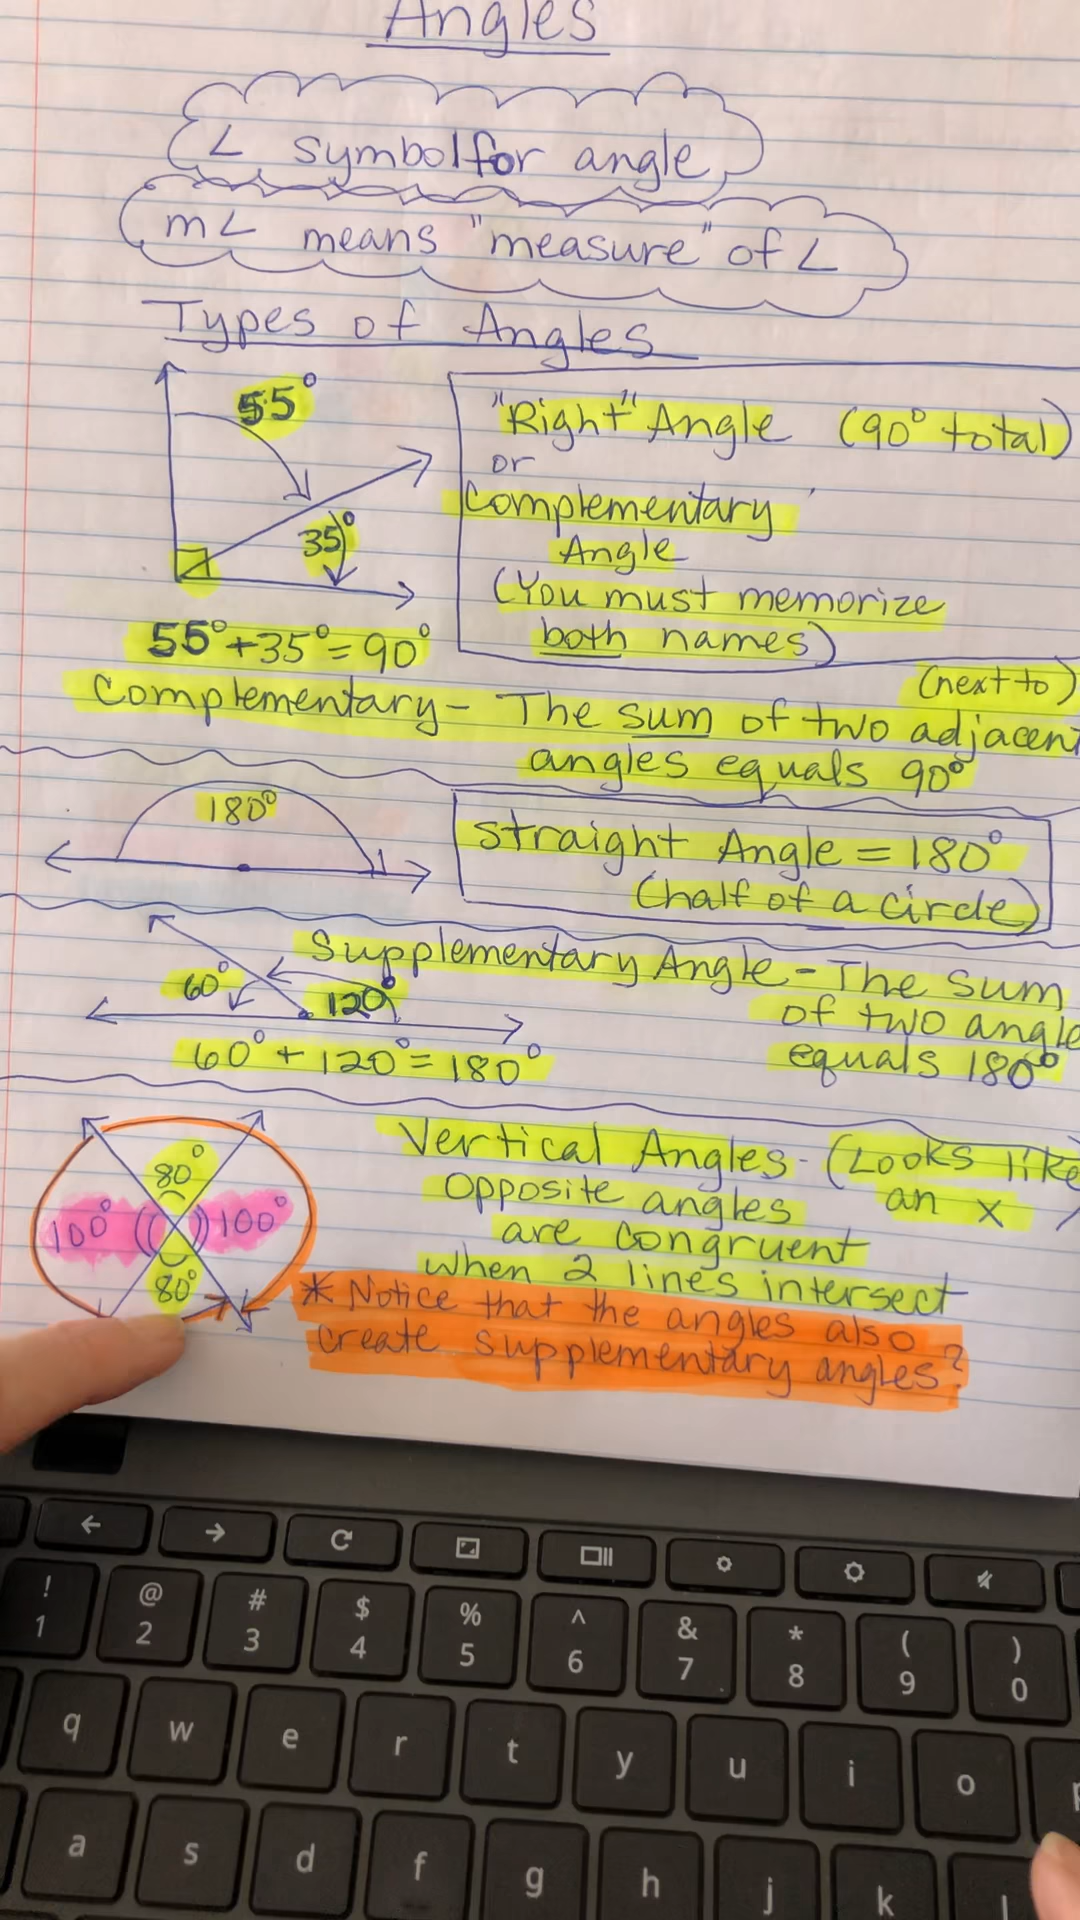 Angles
∠ symbol for angle
m∠ means "measure" of ∠
Types of Angles
55°
35°
55°+35°=90°
"Right" Angle (90° total)
or
Complementary
Angle
(You must memorize
both names)
(next to)
Complementary- The sum of two adjacent
angles equals 90°
180°
straight Angle = 180°
(half of a circle)
Supplementary Angle - The sum
of two angle
equals 180°
60°
120°
60° + 120° = 180°
80°
100°
100°
80°
Vertical Angles- (Looks like
an x )
opposite angles
are congruent
when 2 lines intersect
* Notice that the angles also
create supplementary angles?
! @ # $ % ^ & * ( )
1 2 3 4 5 6 7 8 9 0
q w e r t y u i o
a s d f g h j k